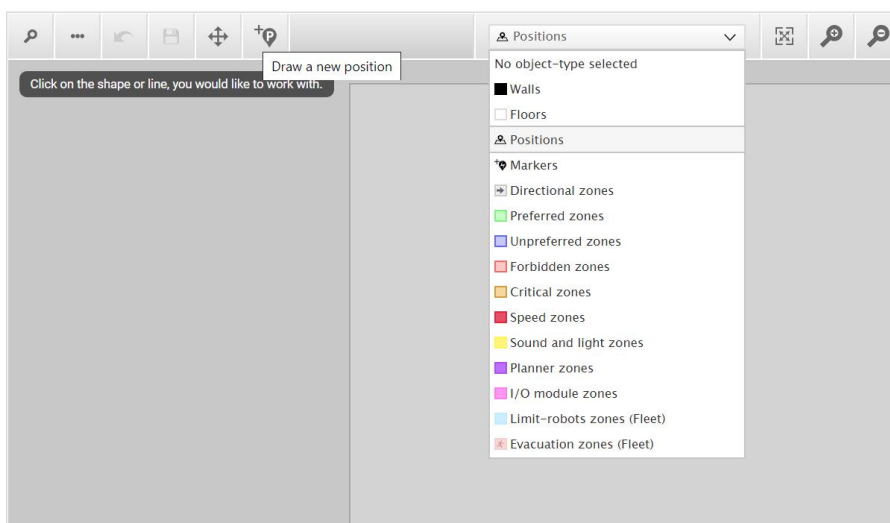 Positions
Draw a new position
Click on the shape or line, you would like to work with.
No object-type selected
Walls
Floors
Positions
Markers
Directional zones
Preferred zones
Unpreferred zones
Forbidden zones
Critical zones
Speed zones
Sound and light zones
Planner zones
I/O module zones
Limit-robots zones (Fleet)
Evacuation zones (Fleet)